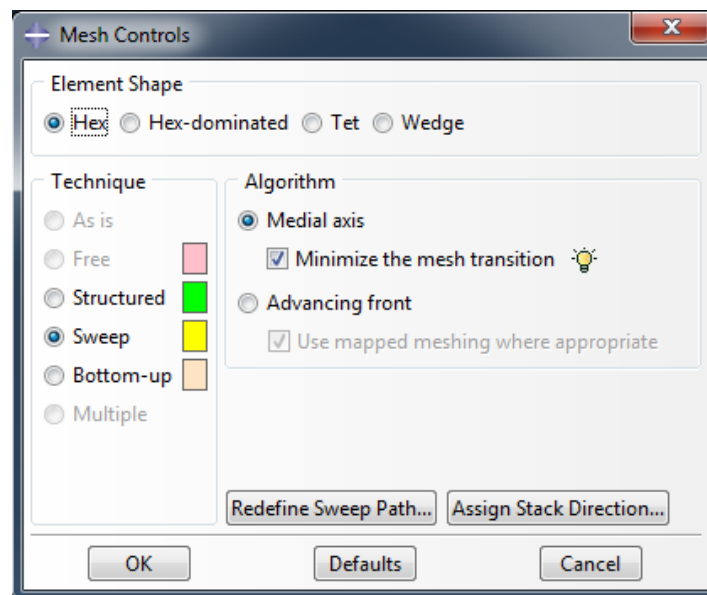 Mesh Controls
Element Shape
Hex Hex-dominated Tet Wedge
Technique
As is
Free
Structured
Sweep
Bottom-up
Multiple
Algorithm
Medial axis
Minimize the mesh transition
Advancing front
Use mapped meshing where appropriate
Redefine Sweep Path... Assign Stack Direction...
OK Defaults Cancel